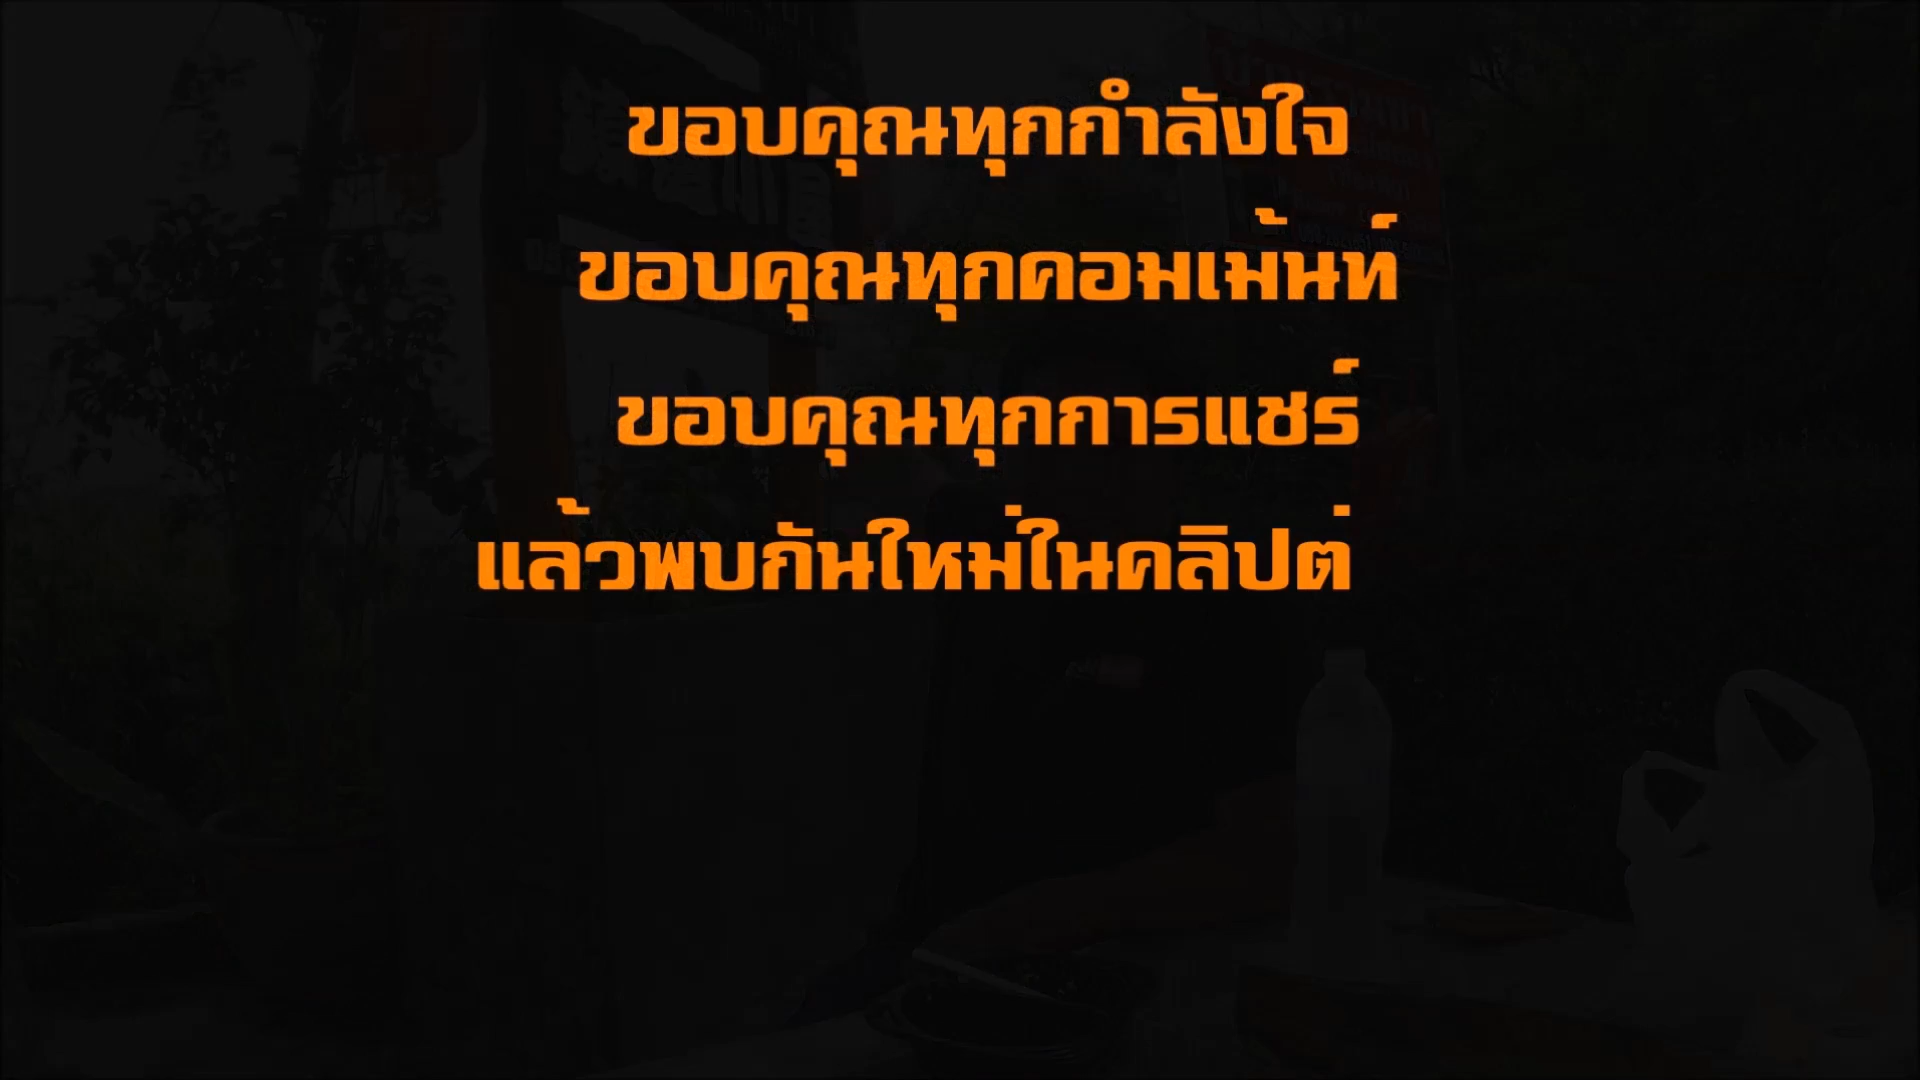 ขอบคุณทุกกำลังใจ
ขอบคุณทุกคอมเม้นท์
ขอบคุณทุกการแชร์
แล้วพบกันใหม่ในคลิปต่